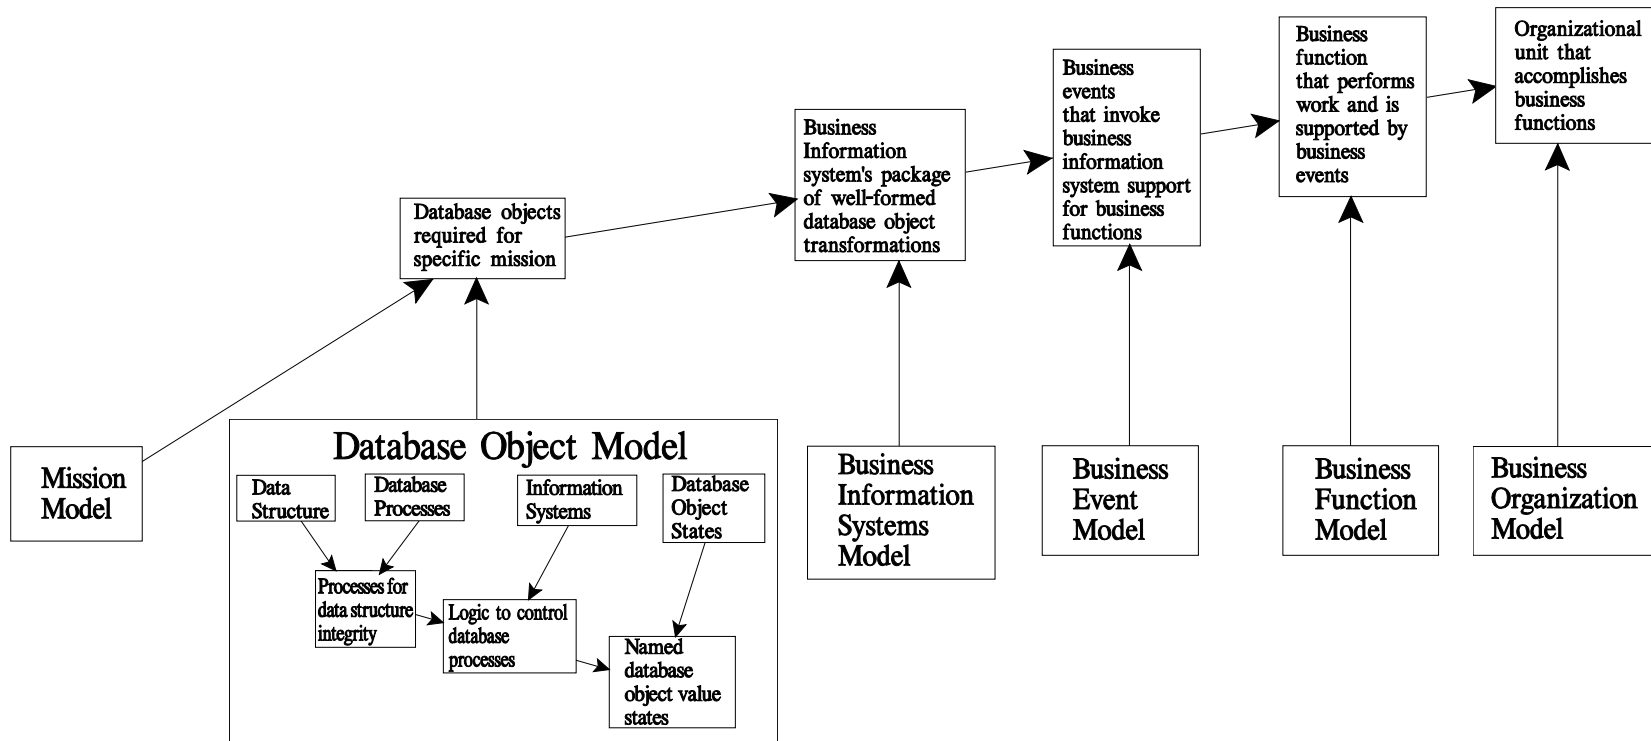 Organizational
unit that
accomplishes
business
functions
Business
function
that performs
work and is
supported by
business
events
Business
events
that invoke
business
information
system support
for business
functions
Business
Information
system's package
of well-formed
database object
transformations
Database objects
required for
specific mission
Mission
Model
Database Object Model
Data
Structure
Database
Processes
Information
Systems
Database
Object
States
Processes for
data structure
integrity
Logic to control
database
processes
Named
database
object value
states
Business
Information
Systems
Model
Business
Event
Model
Business
Function
Model
Business
Organization
Model